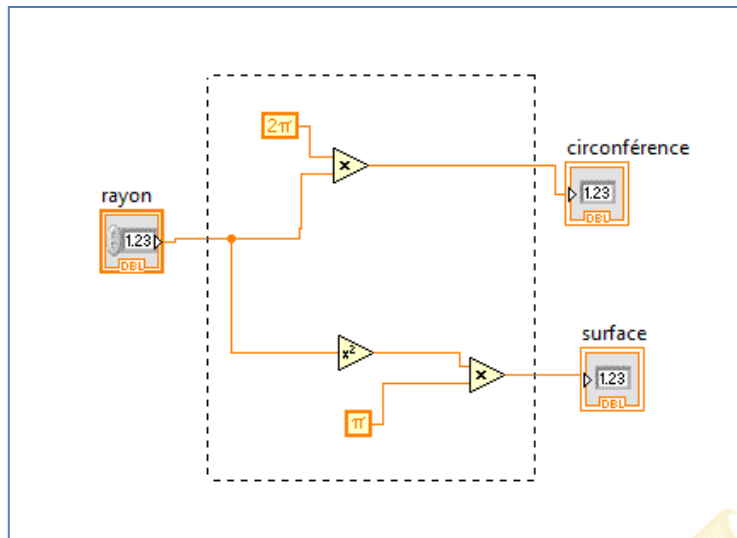 2π
x
circonférence
1.23
DBL
rayon
1.23
DBL
x²
x
surface
1.23
DBL
π